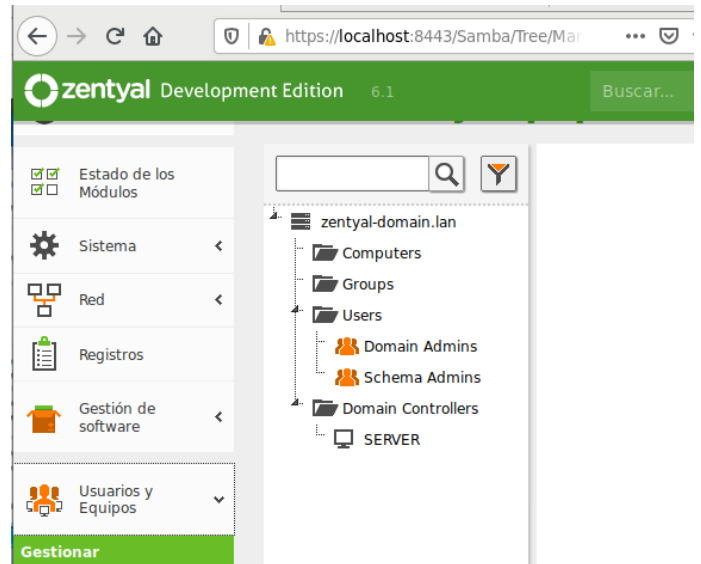 https://localhost:8443/Samba/Tree/Mar
zentyal Development Edition 6.1
Buscar...
Estado de los
Módulos
Sistema
Red
Registros
Gestión de
software
Usuarios y
Equipos
Gestionar
zentyal-domain.lan
Computers
Groups
Users
Domain Admins
Schema Admins
Domain Controllers
SERVER